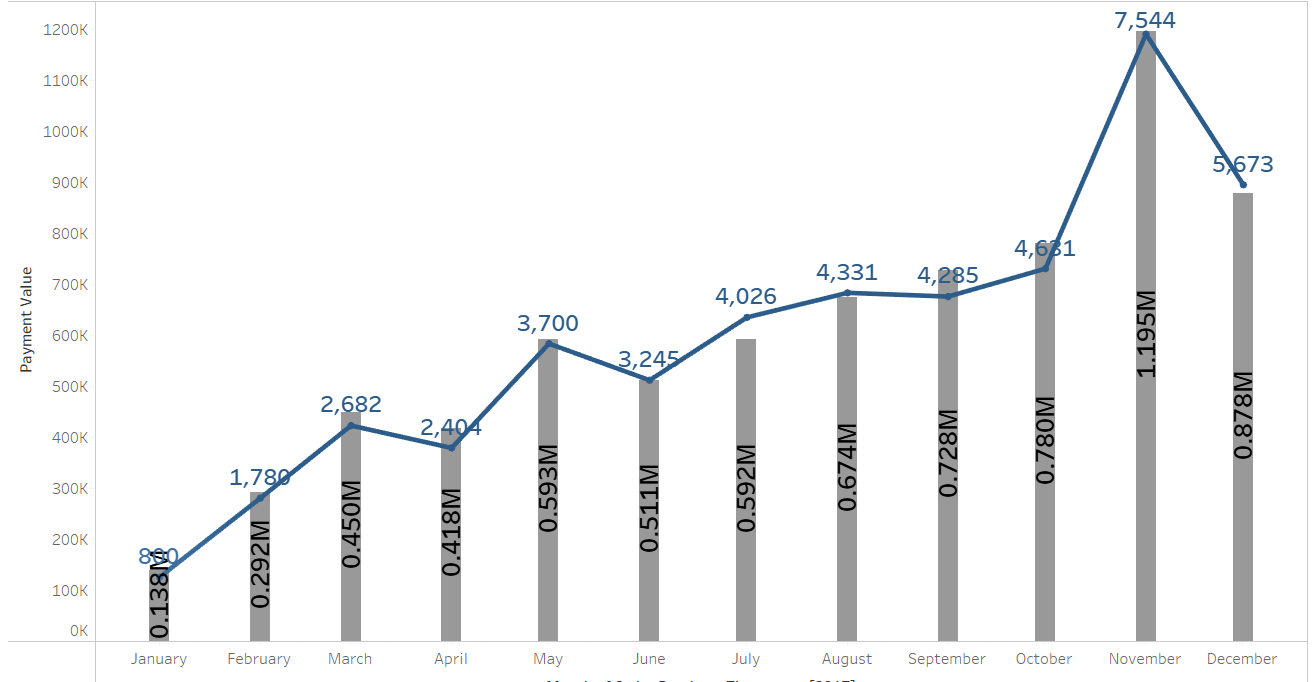 Payment Value
1200K
1100K
1000K
900K
800K
700K
600K
500K
400K
300K
200K
100K
0K
800
1,780
2,682
2,404
3,700
3,245
4,026
4,331
4,285
4,631
7,544
5,673
0.138M
0.292M
0.450M
0.418M
0.593M
0.511M
0.592M
0.674M
0.728M
0.780M
1.195M
0.878M
January February March April May June July August September October November December